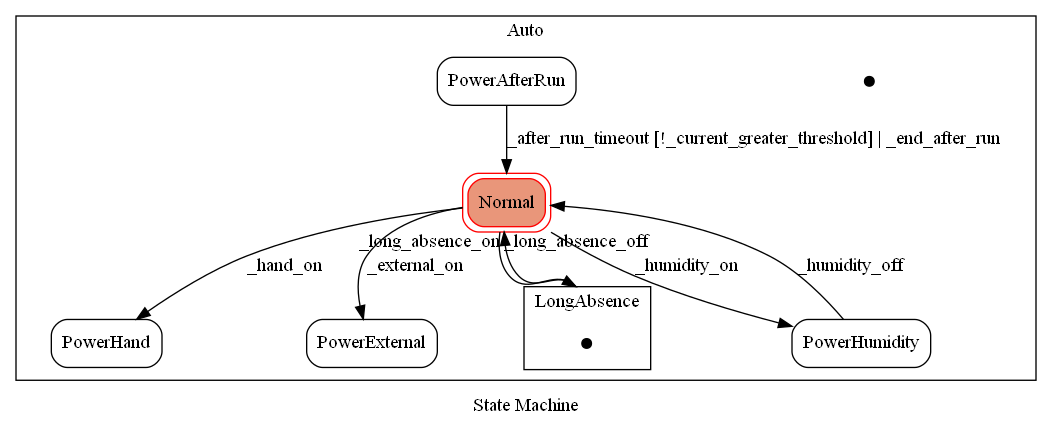 Auto
PowerAfterRun
_after_run_timeout [!_current_greater_threshold] | _end_after_run
Normal
_long_absence_on
_long_absence_off
_hand_on
_external_on
_humidity_on
_humidity_off
LongAbsence
PowerHand
PowerExternal
PowerHumidity
State Machine